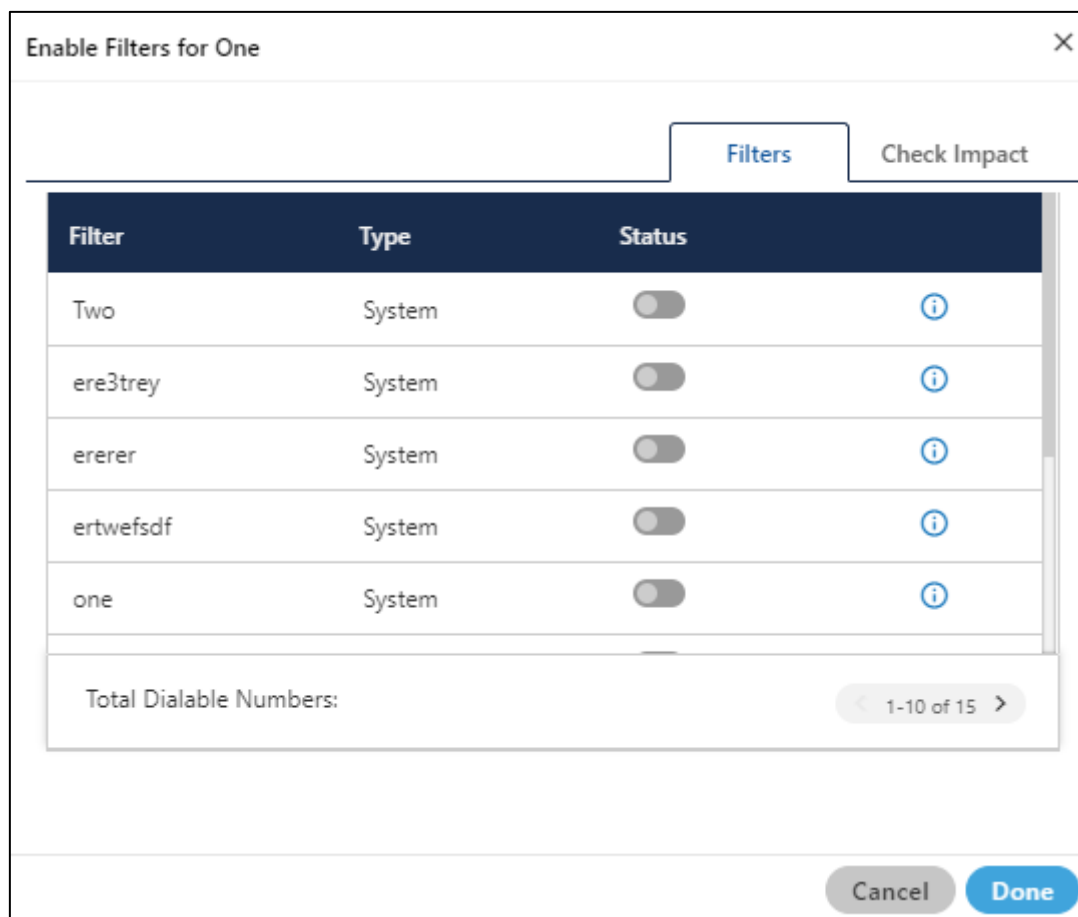 Enable Filters for One
Filters Check Impact
Filter Type Status
Two System
ere3trey System
ererer System
ertwefsdf System
one System
Total Dialable Numbers: 1-10 of 15
Cancel Done